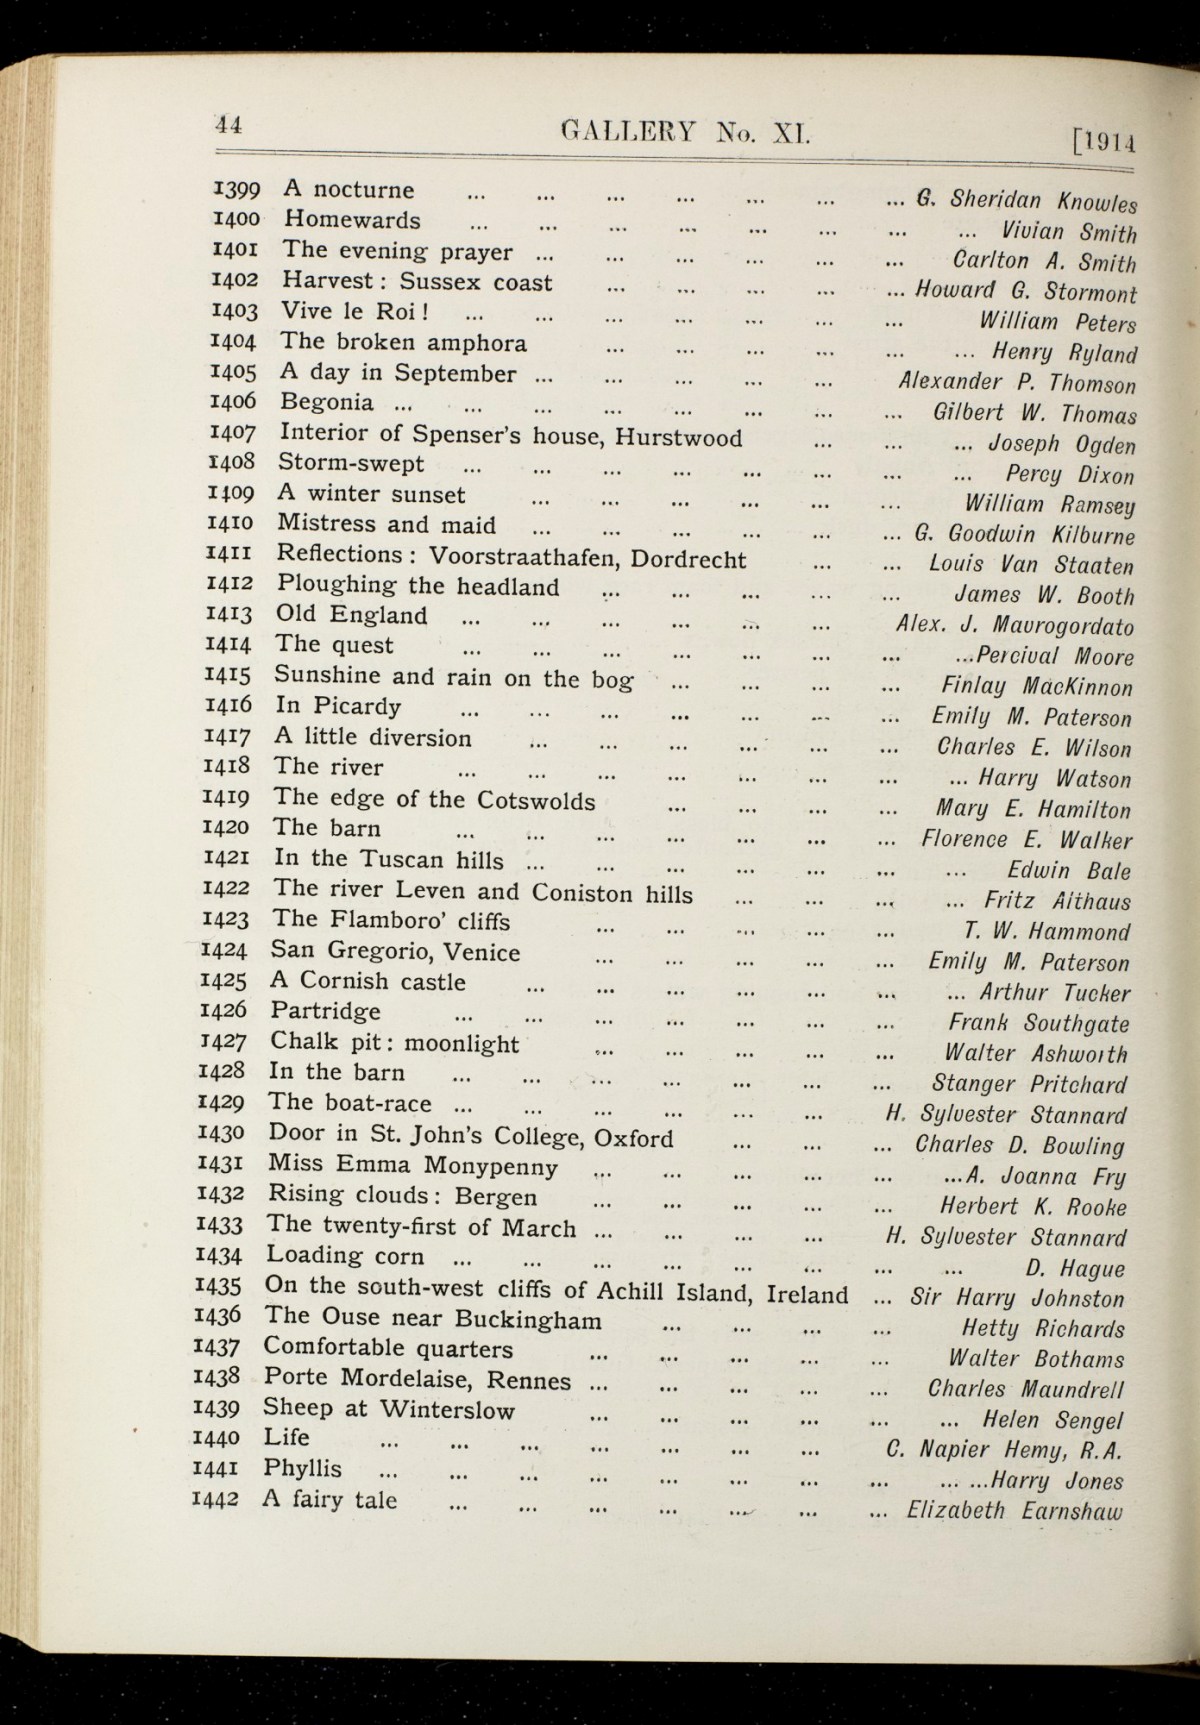 44 GALLERY No. XI. [1914
1399 A nocturne ... ... ... ... ... ... ... G. Sheridan Knowles
1400 Homewards ... ... ... ... ... ... ... ... Vivian Smith
1401 The evening prayer ... ... ... ... ... ... Carlton A. Smith
1402 Harvest : Sussex coast ... ... ... ... ... Howard G. Stormont
1403 Vive le Roi ! ... ... ... ... ... ... ... William Peters
1404 The broken amphora ... ... ... ... ... ... Henry Ryland
1405 A day in September ... ... ... ... ... Alexander P. Thomson
1406 Begonia ... ... ... ... ... ... ... ... Gilbert W. Thomas
1407 Interior of Spenser's house, Hurstwood ... ... ... Joseph Ogden
1408 Storm-swept ... ... ... ... ... ... ... ... Percy Dixon
1409 A winter sunset ... ... ... ... ... ... William Ramsey
1410 Mistress and maid ... ... ... ... ... ... G. Goodwin Kilburne
1411 Reflections : Voorstraathafen, Dordrecht ... ... Louis Van Staaten
1412 Ploughing the headland ... ... ... ... ... James W. Booth
1413 Old England ... ... ... ... ... ... Alex. J. Mavrogordato
1414 The quest ... ... ... ... ... ... ... ...Percival Moore
1415 Sunshine and rain on the bog ... ... ... ... Finlay MacKinnon
1416 In Picardy ... ... ... ... ... ... ... Emily M. Paterson
1417 A little diversion ... ... ... ... ... ... Charles E. Wilson
1418 The river ... ... ... ... ... ... ... ... Harry Watson
1419 The edge of the Cotswolds ... ... ... ... Mary E. Hamilton
1420 The barn ... ... ... ... ... ... ... Florence E. Walker
1421 In the Tuscan hills ... ... ... ... ... ... ... Edwin Bale
1422 The river Leven and Coniston hills ... ... ... ... Fritz Althaus
1423 The Flamboro' cliffs ... ... ... ... ... T. W. Hammond
1424 San Gregorio, Venice ... ... ... ... ... Emily M. Paterson
1425 A Cornish castle ... ... ... ... ... ... ... Arthur Tucker
1426 Partridge ... ... ... ... ... ... ... Frank Southgate
1427 Chalk pit : moonlight ... ... ... ... ... Walter Ashworth
1428 In the barn ... ... ... ... ... ... ... Stanger Pritchard
1429 The boat-race ... ... ... ... ... ... H. Sylvester Stannard
1430 Door in St. John's College, Oxford ... ... ... Charles D. Bowling
1431 Miss Emma Monypenny ... ... ... ... ... ...A. Joanna Fry
1432 Rising clouds : Bergen ... ... ... ... ... Herbert K. Rooke
1433 The twenty-first of March ... ... ... ... H. Sylvester Stannard
1434 Loading corn ... ... ... ... ... ... ... ... D. Hague
1435 On the south-west cliffs of Achill Island, Ireland ... Sir Harry Johnston
1436 The Ouse near Buckingham ... ... ... ... Hetty Richards
1437 Comfortable quarters ... ... ... ... ... Walter Bothams
1438 Porte Mordelaise, Rennes ... ... ... ... ... Charles Maundrell
1439 Sheep at Winterslow ... ... ... ... ... ... Helen Sengel
1440 Life ... ... ... ... ... ... ... C. Napier Hemy, R.A.
1441 Phyllis ... ... ... ... ... ... ... ... ... ...Harry Jones
1442 A fairy tale ... ... ... ... ... ... ... Elizabeth Earnshaw